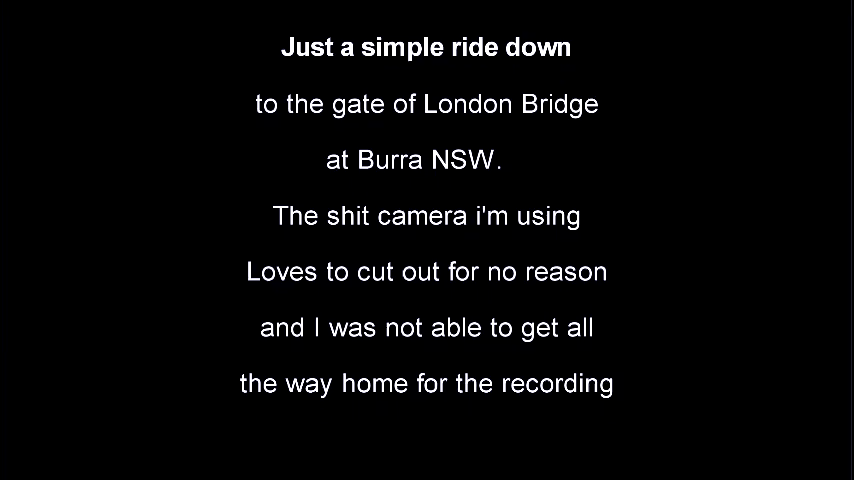 Just a simple ride down
to the gate of London Bridge
at Burra NSW.
The shit camera i'm using
Loves to cut out for no reason
and I was not able to get all
the way home for the recording